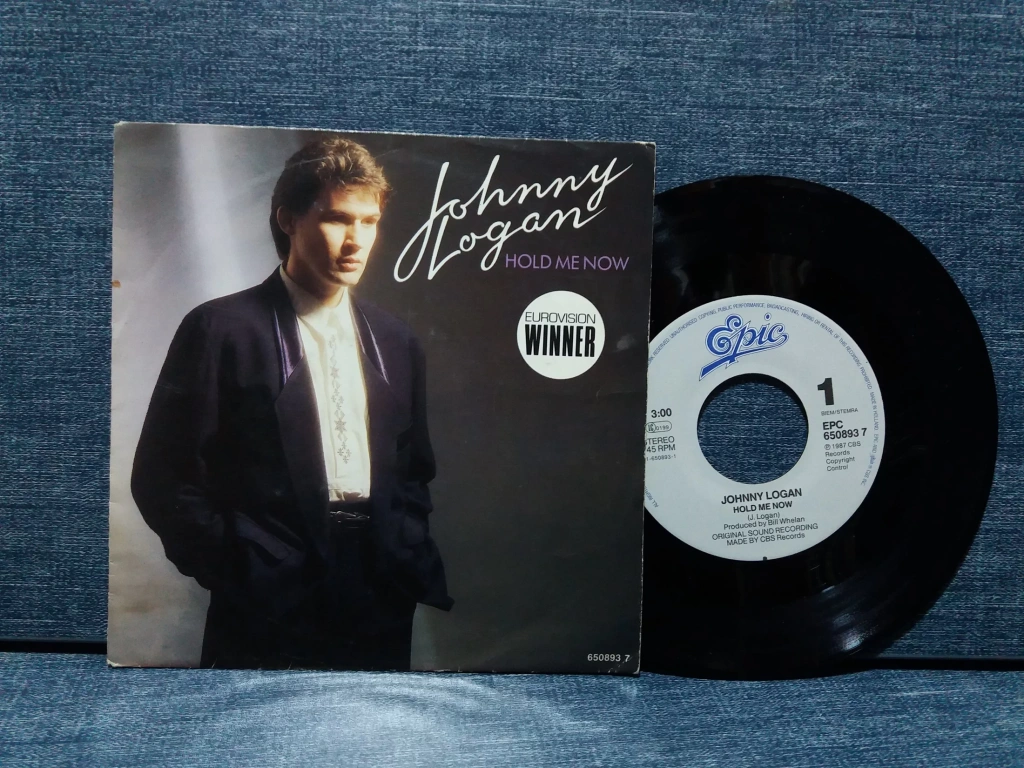 Johnny
Logan
HOLD ME NOW
EUROVISION
WINNER
650893 7
Epic
1
BIEM/STEMRA
EPC
650893 7
℗ 1987 CBS
Records
Copyright
Control
3:00
STEREO
45 RPM
JOHNNY LOGAN
HOLD ME NOW
(J. Logan)
Produced by Bill Whelan
ORIGINAL SOUND RECORDING
MADE BY CBS Records